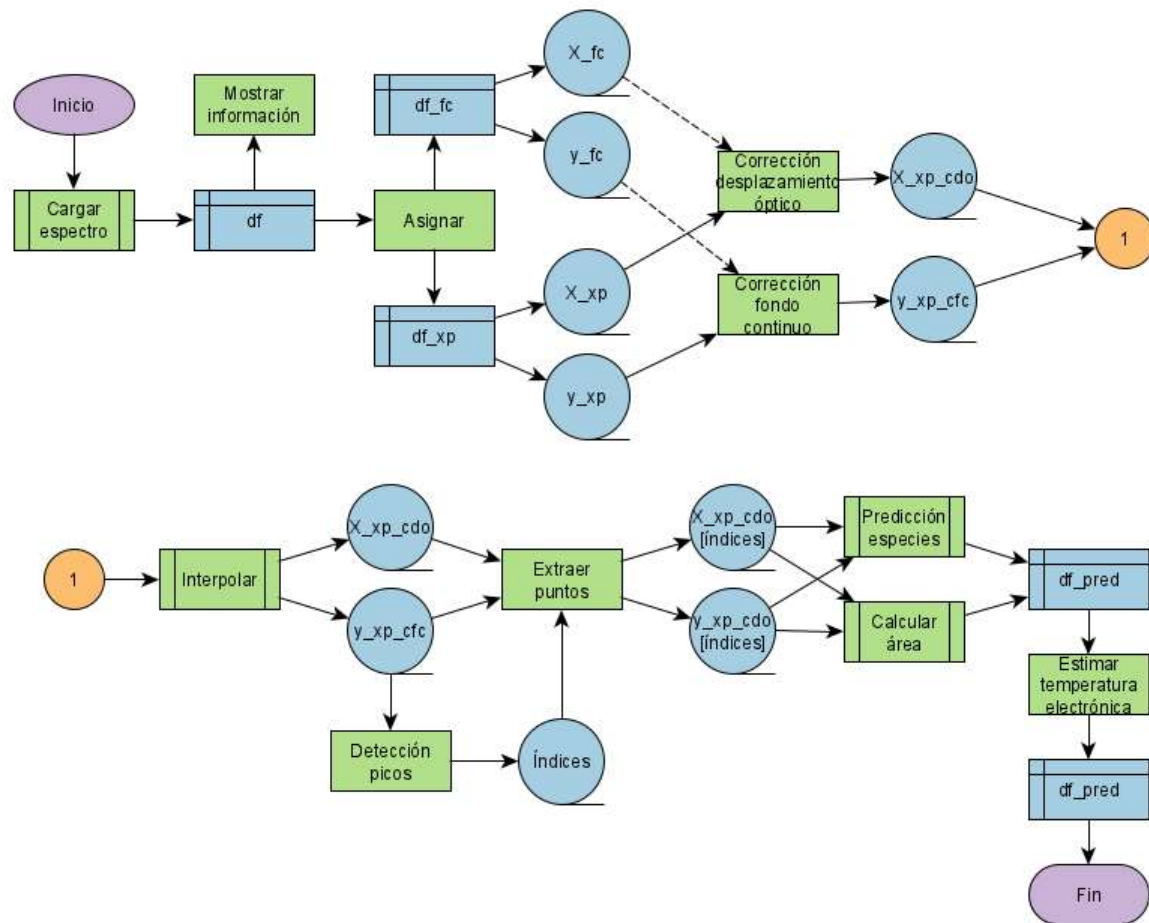 Inicio
Mostrar
información
df_fc
X_fc
y_fc
Cargar
espectro
df
Asignar
Corrección
desplazamiento
óptico
X_xp_cdo
1
df_xp
X_xp
y_xp
Corrección
fondo
continuo
y_xp_cfc
1
Interpolar
X_xp_cdo
y_xp_cfc
Extraer
puntos
X_xp_cdo
[índices]
y_xp_cdo
[índices]
Predicción
especies
Calcular
área
df_pred
Detección
picos
Índices
Estimar
temperatura
electrónica
df_pred
Fin